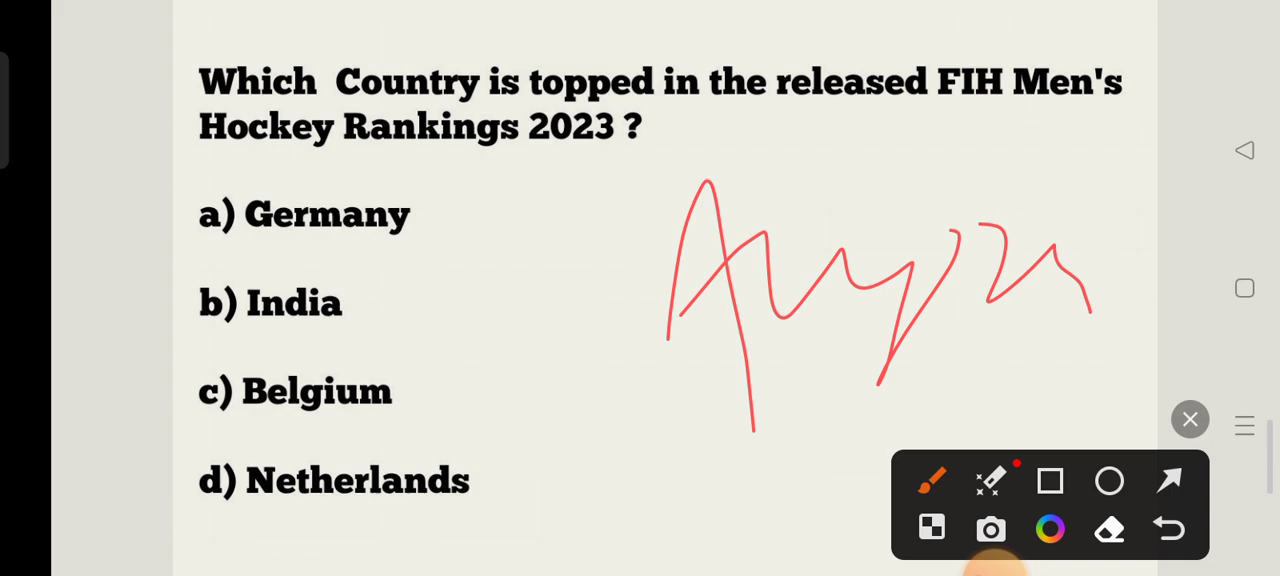 Which Country is topped in the released FIH Men's
Hockey Rankings 2023 ?
a) Germany
b) India
c) Belgium
d) Netherlands